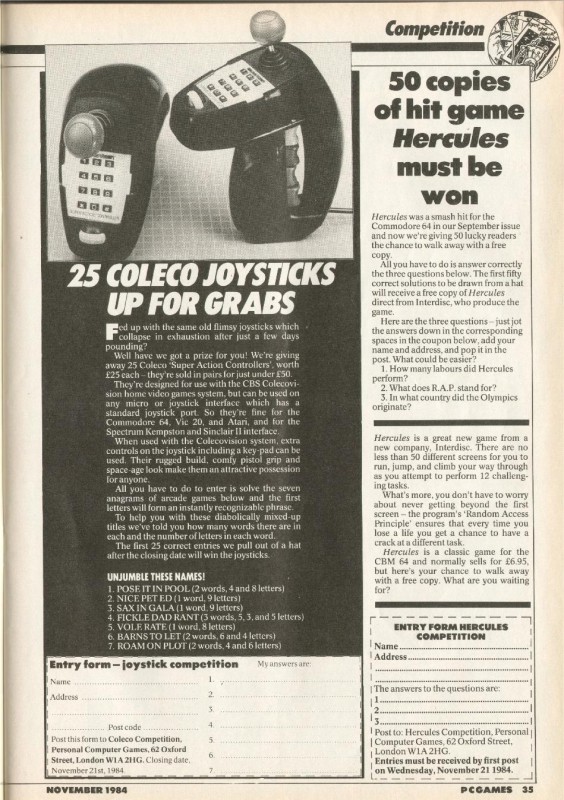 Competition
25 COLECO JOYSTICKS
UP FOR GRABS
Fed up with the same old flimsy joysticks which
collapse in exhaustion after just a few days
pounding?
Well have we got a prize for you! We're giving
away 25 Coleco 'Super Action Controllers', worth
£25 each – they're sold in pairs for just under £50.
They're designed for use with the CBS Colecovi-
sion home video games system, but can be used on
any micro or joystick interface which has a
standard joystick port. So they're fine for the
Commodore 64, Vic 20, and Atari, and for the
Spectrum Kempston and Sinclair II interface.
When used with the Colecovision system, extra
controls on the joystick including a key-pad can be
used. Their rugged build, comfy pistol grip and
space-age look make them an attractive possession
for anyone.
All you have to do to enter is solve the seven
anagrams of arcade games below and the first
letters will form an instantly recognizable phrase.
To help you with these diabolically mixed-up
titles we've told you how many words there are in
each and the number of letters in each word.
The first 25 correct entries we pull out of a hat
after the closing date will win the joysticks.
UNJUMBLE THESE NAMES!
1. POSE IT IN POOL (2 words, 4 and 8 letters)
2. NICE PET ED (1 word, 9 letters)
3. SAX IN GALA (1 word, 9 letters)
4. FICKLE DAD RANT (3 words, 5, 3, and 5 letters)
5. VOLE RATE (1 word, 8 letters)
6. BARNS TO LET (2 words, 6 and 4 letters)
7. ROAM ON PLOT (2 words, 4 and 6 letters)
Entry form – joystick competition
My answers are:
Name
Address
Post code
1.
2.
3.
4.
5.
6.
7.
Post this form to Coleco Competition,
Personal Computer Games, 62 Oxford
Street, London W1A 2HG. Closing date,
November 21st, 1984.
50 copies
of hit game
Hercules
must be
won
Hercules was a smash hit for the
Commodore 64 in our September issue
and now we're giving 50 lucky readers
the chance to walk away with a free
copy.
All you have to do is answer correctly
the three questions below. The first fifty
correct solutions to be drawn from a hat
will receive a free copy of Hercules
direct from Interdisc, who produce the
game.
Here are the three questions – just jot
the answers down in the corresponding
spaces in the coupon below, add your
name and address, and pop it in the
post. What could be easier?
1. How many labours did Hercules
perform?
2. What does R.A.P. stand for?
3. In what country did the Olympics
originate?
Hercules is a great new game from a
new company, Interdisc. There are no
less than 50 different screens for you to
run, jump, and climb your way through
as you attempt to perform 12 challeng-
ing tasks.
What's more, you don't have to worry
about never getting beyond the first
screen – the program's 'Random Access
Principle' ensures that every time you
lose a life you get a chance to have a
crack at a different task.
Hercules is a classic game for the
CBM 64 and normally sells for £6.95,
but here's your chance to walk away
with a free copy. What are you waiting
for?
ENTRY FORM HERCULES
COMPETITION
Name
Address
The answers to the questions are:
1
2
3
Post to: Hercules Competition, Personal
Computer Games, 62 Oxford Street,
London W1A 2HG.
Entries must be received by first post
on Wednesday, November 21 1984.
NOVEMBER 1984
PCGAMES 35